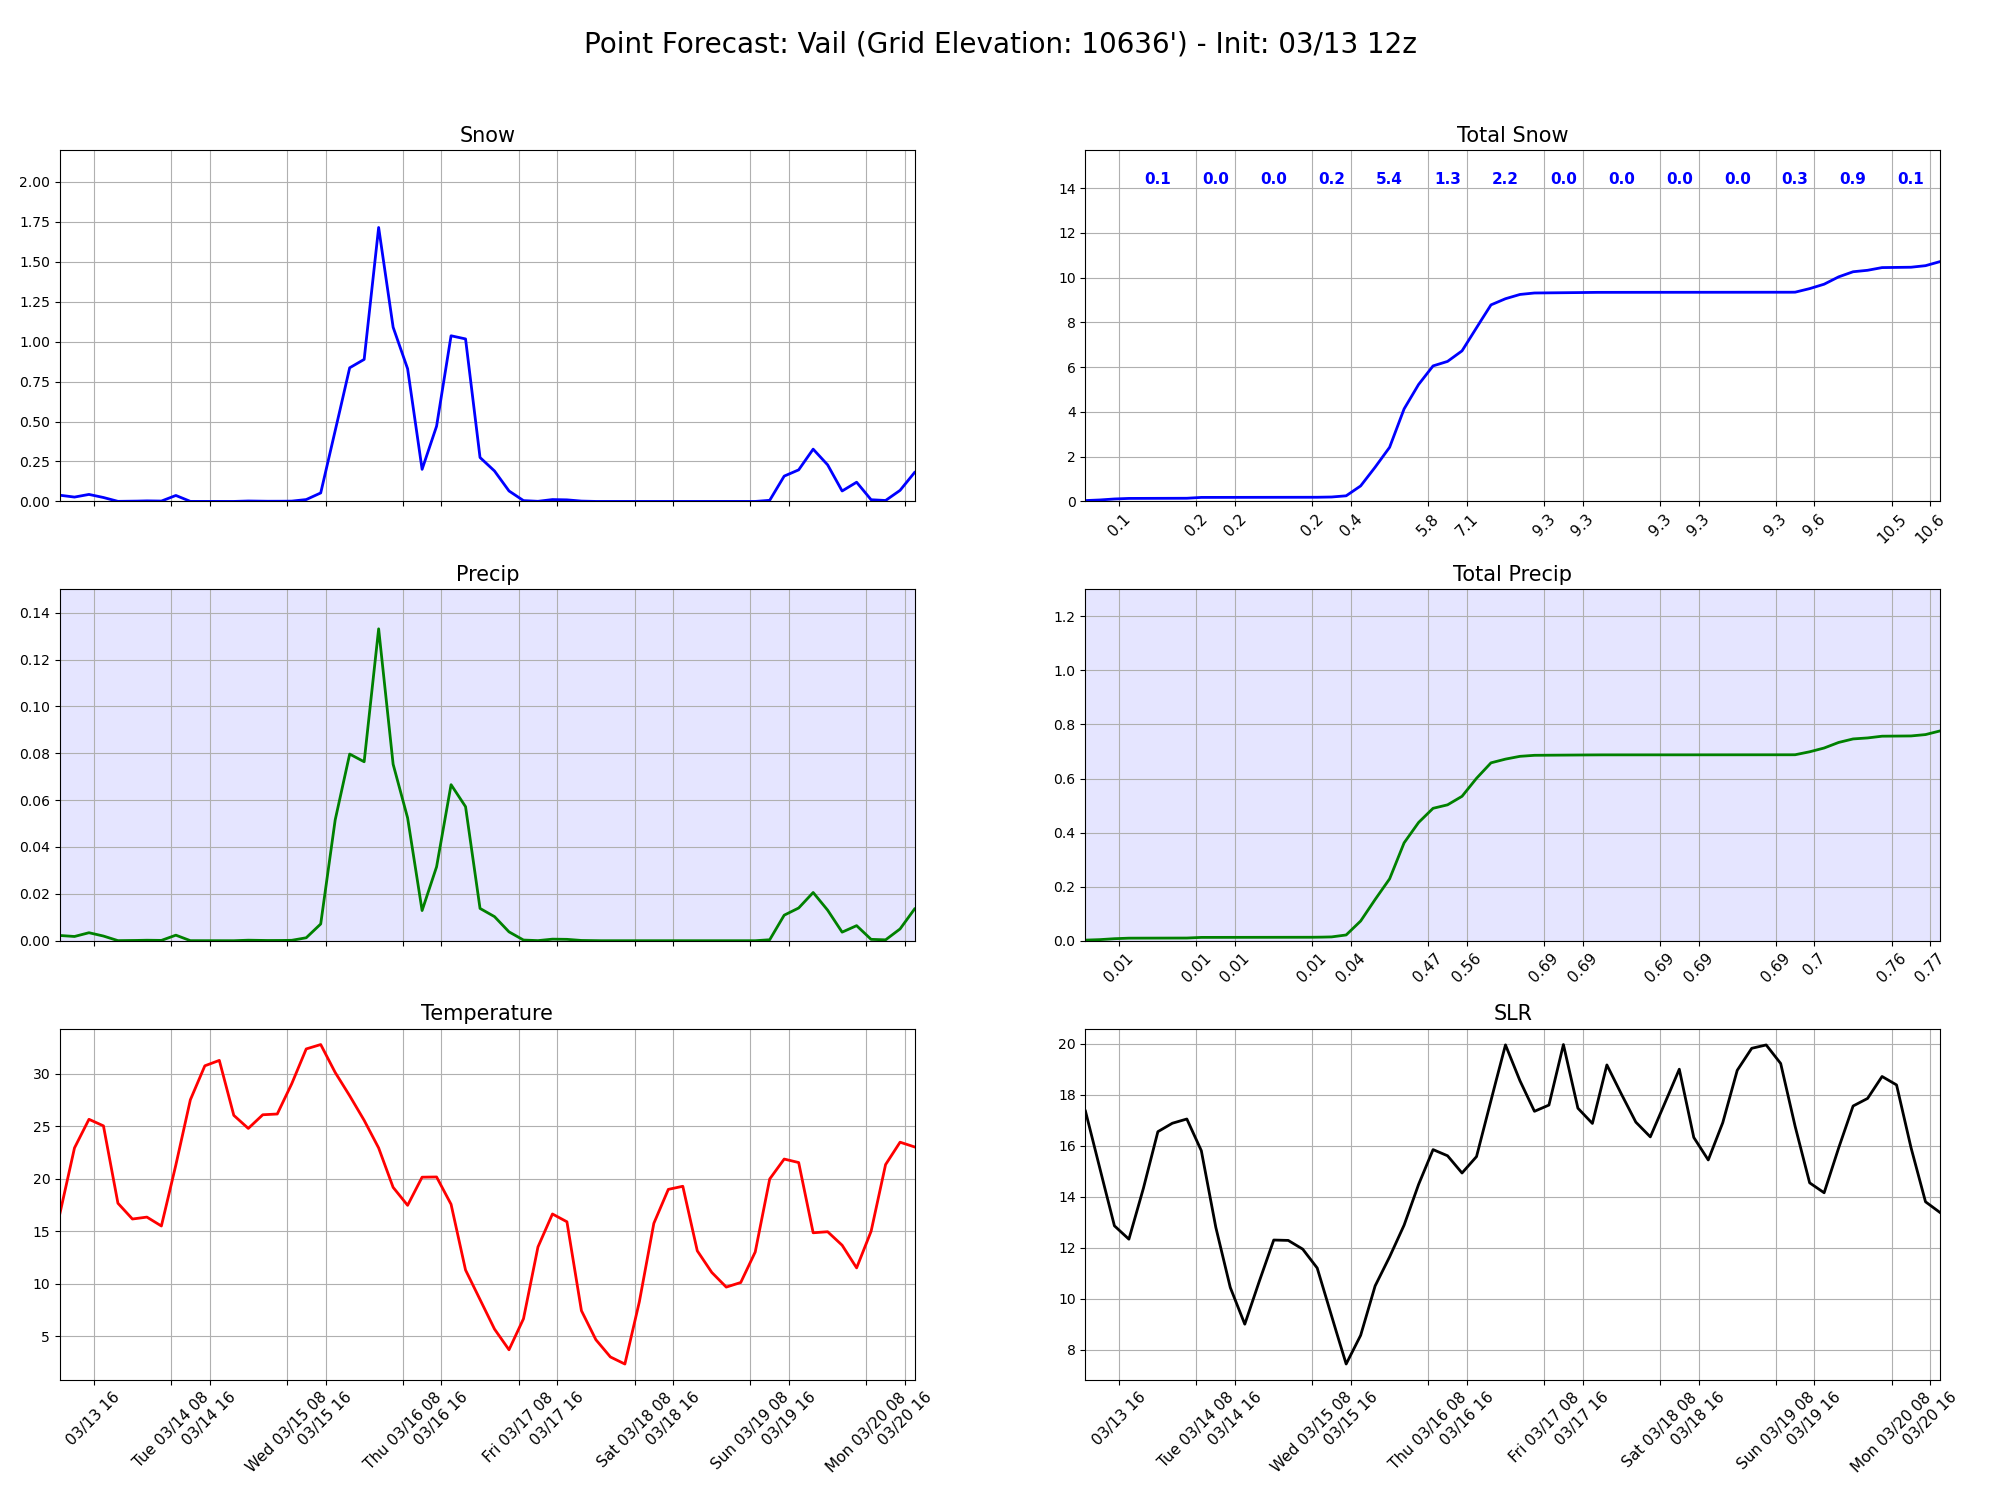 Point Forecast: Vail (Grid Elevation: 10636') - Init: 03/13 12z
Snow
2.00
1.75
1.50
1.25
1.00
0.75
0.50
0.25
0.00
Total Snow
0.1 0.0 0.0 0.2 5.4 1.3 2.2 0.0 0.0 0.0 0.0 0.3 0.9 0.1
14
12
10
8
6
4
2
0
0.1 0.2 0.2 0.2 0.4 5.8 7.1 9.3 9.3 9.3 9.3 9.3 9.6 10.5 10.6
Precip
0.14
0.12
0.10
0.08
0.06
0.04
0.02
0.00
Total Precip
1.2
1.0
0.8
0.6
0.4
0.2
0.0
0.01 0.01 0.01 0.01 0.04 0.47 0.56 0.69 0.69 0.69 0.69 0.69 0.7 0.76 0.77
Temperature
30
25
20
15
10
5
03/13 16
Tue 03/14 08
03/14 16
Wed 03/15 08
03/15 16
Thu 03/16 08
03/16 16
Fri 03/17 08
03/17 16
Sat 03/18 08
03/18 16
Sun 03/19 08
03/19 16
Mon 03/20 08
03/20 16
SLR
20
18
16
14
12
10
8
03/13 16
Tue 03/14 08
03/14 16
Wed 03/15 08
03/15 16
Thu 03/16 08
03/16 16
Fri 03/17 08
03/17 16
Sat 03/18 08
03/18 16
Sun 03/19 08
03/19 16
Mon 03/20 08
03/20 16